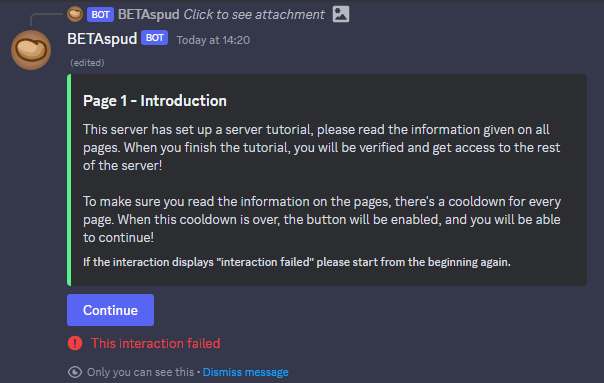 BOT BETAspud Click to see attachment
BETAspud BOT Today at 14:20
(edited)
Page 1 - Introduction
This server has set up a server tutorial, please read the information given on all
pages. When you finish the tutorial, you will be verified and get access to the rest
of the server!
To make sure you read the information on the pages, there's a cooldown for every
page. When this cooldown is over, the button will be enabled, and you will be able
to continue!
If the interaction displays "interaction failed" please start from the beginning again.
Continue
This interaction failed
Only you can see this • Dismiss message